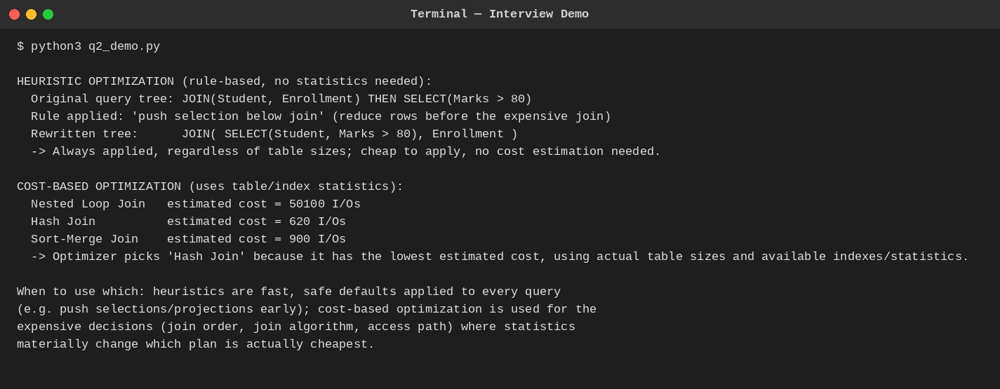 Terminal — Interview Demo
$ python3 q2_demo.py
HEURISTIC OPTIMIZATION (rule-based, no statistics needed):
  Original query tree: JOIN(Student, Enrollment) THEN SELECT(Marks > 80)
  Rule applied: 'push selection below join' (reduce rows before the expensive join)
  Rewritten tree:      JOIN( SELECT(Student, Marks > 80), Enrollment )
  -> Always applied, regardless of table sizes; cheap to apply, no cost estimation needed.
COST-BASED OPTIMIZATION (uses table/index statistics):
  Nested Loop Join   estimated cost = 50100 I/Os
  Hash Join          estimated cost = 620 I/Os
  Sort-Merge Join    estimated cost = 900 I/Os
  -> Optimizer picks 'Hash Join' because it has the lowest estimated cost, using actual table sizes and available indexes/statistics.
When to use which: heuristics are fast, safe defaults applied to every query
(e.g. push selections/projections early); cost-based optimization is used for the
expensive decisions (join order, join algorithm, access path) where statistics
materially change which plan is actually cheapest.